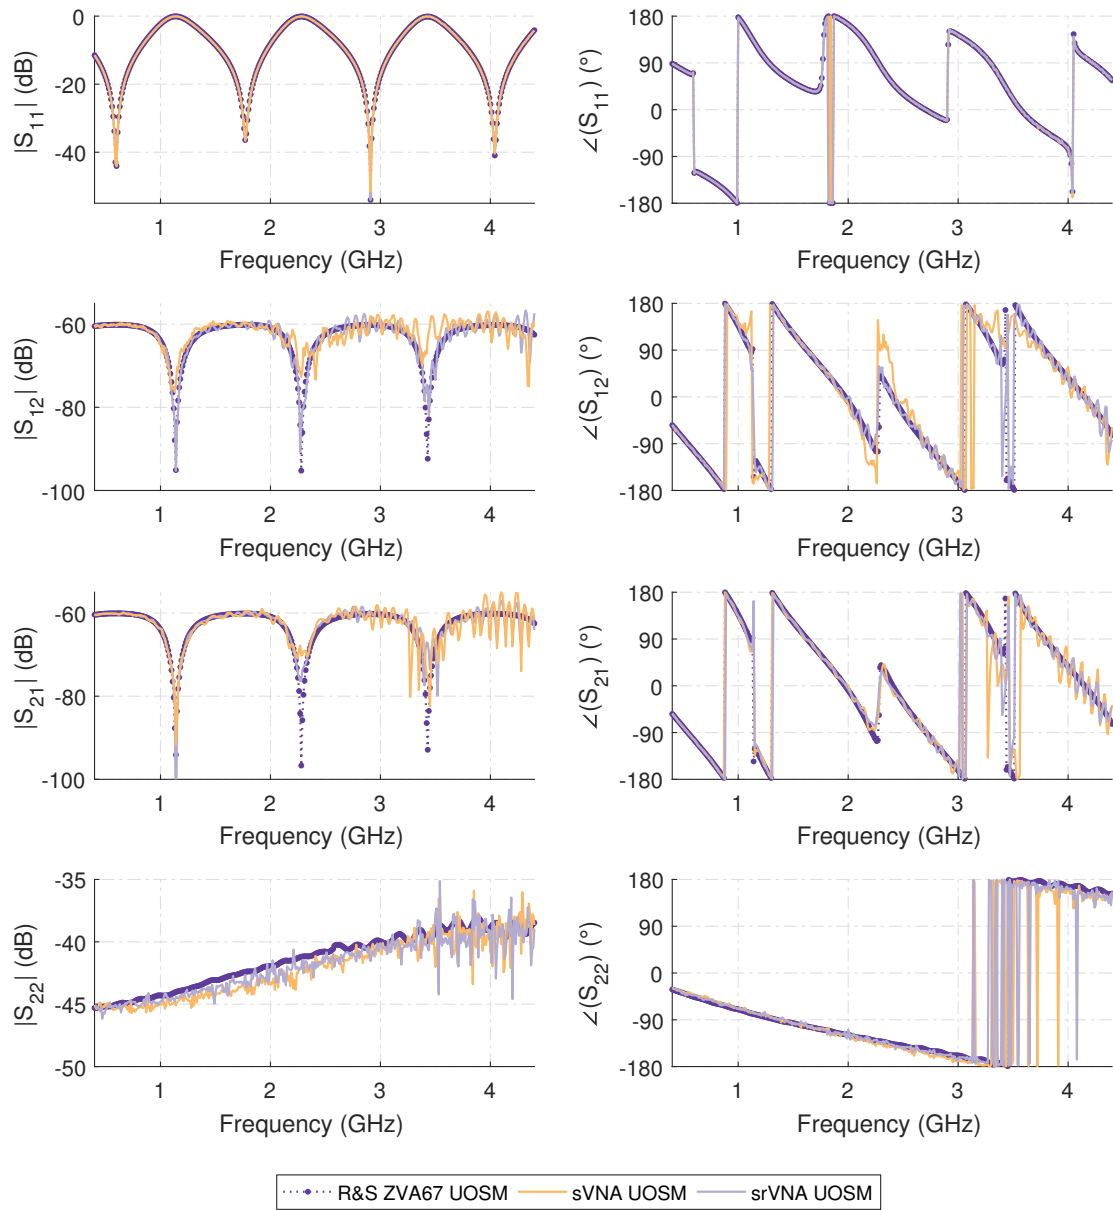 |S11| (dB)
0
-20
-40
1 2 3 4
Frequency (GHz)
∠(S11) (°)
180
90
0
-90
-180
1 2 3 4
Frequency (GHz)
|S12| (dB)
-60
-80
-100
1 2 3 4
Frequency (GHz)
∠(S12) (°)
180
90
0
-90
-180
1 2 3 4
Frequency (GHz)
|S21| (dB)
-60
-80
-100
1 2 3 4
Frequency (GHz)
∠(S21) (°)
180
90
0
-90
-180
1 2 3 4
Frequency (GHz)
|S22| (dB)
-35
-40
-45
-50
1 2 3 4
Frequency (GHz)
∠(S22) (°)
180
90
0
-90
-180
1 2 3 4
Frequency (GHz)
R&S ZVA67 UOSM sVNA UOSM srVNA UOSM